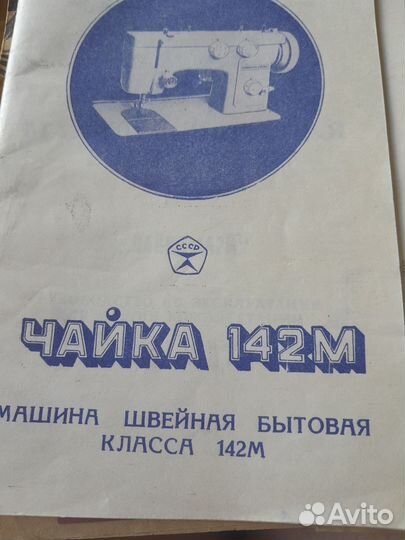 СССР
ЧАЙКА 142М
МАШИНА ШВЕЙНАЯ БЫТОВАЯ
КЛАССА 142М
Avito